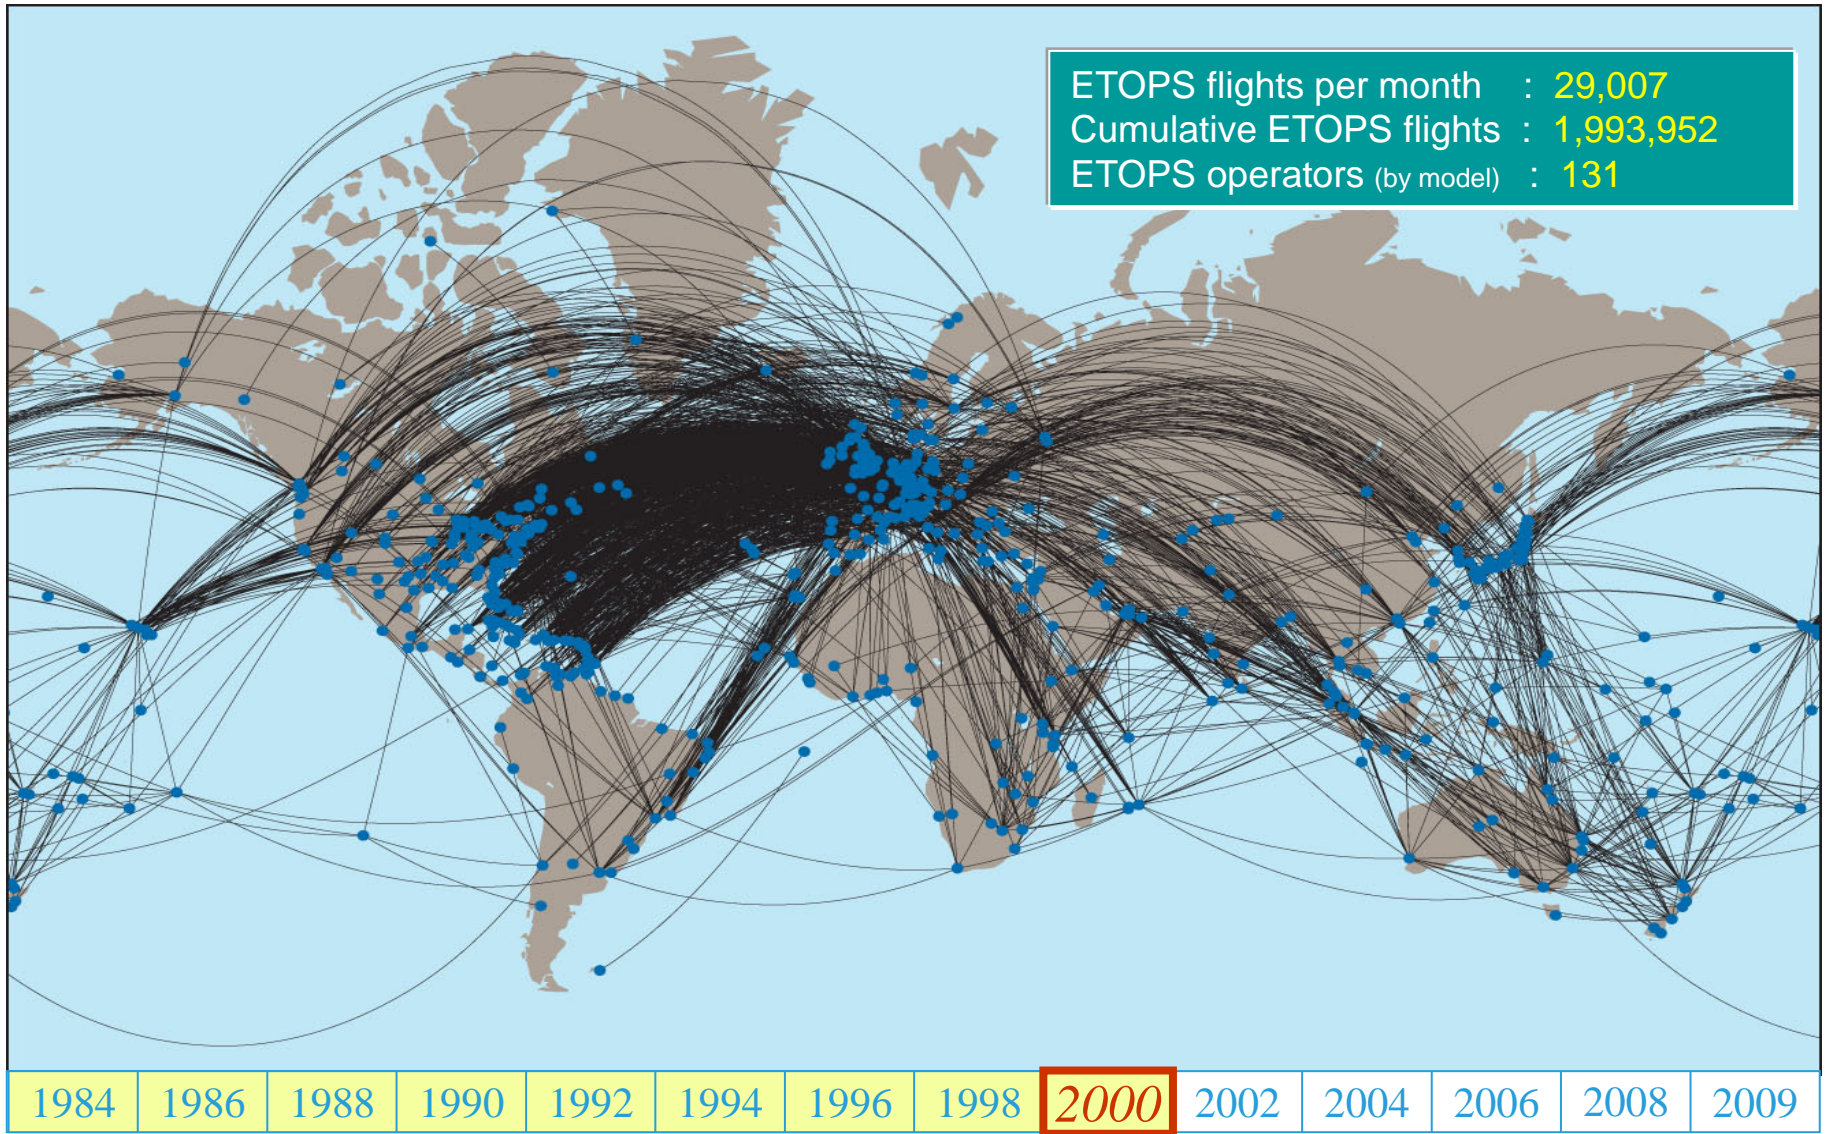 ETOPS flights per month : 29,007
Cumulative ETOPS flights : 1,993,952
ETOPS operators (by model) : 131
1984 1986 1988 1990 1992 1994 1996 1998 2000 2002 2004 2006 2008 2009